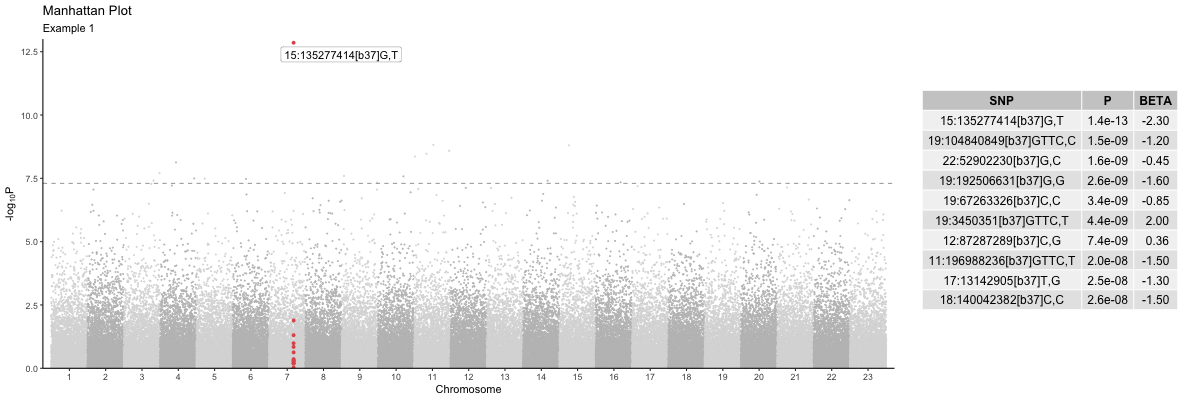 Manhattan Plot
Example 1
12.5
10.0
7.5
5.0
2.5
0.0
-log10P
15:135277414[b37]G,T
1 2 3 4 5 6 7 8 9 10 11 12 13 14 15 16 17 18 19 20 21 22 23
Chromosome
SNP P BETA
15:135277414[b37]G,T 1.4e-13 -2.30
19:104840849[b37]GTTC,C 1.5e-09 -1.20
22:52902230[b37]G,C 1.6e-09 -0.45
19:192506631[b37]G,G 2.6e-09 -1.60
19:67263326[b37]C,C 3.4e-09 -0.85
19:3450351[b37]GTTC,T 4.4e-09 2.00
12:87287289[b37]C,G 7.4e-09 0.36
11:196988236[b37]GTTC,T 2.0e-08 -1.50
17:13142905[b37]T,G 2.5e-08 -1.30
18:140042382[b37]C,C 2.6e-08 -1.50